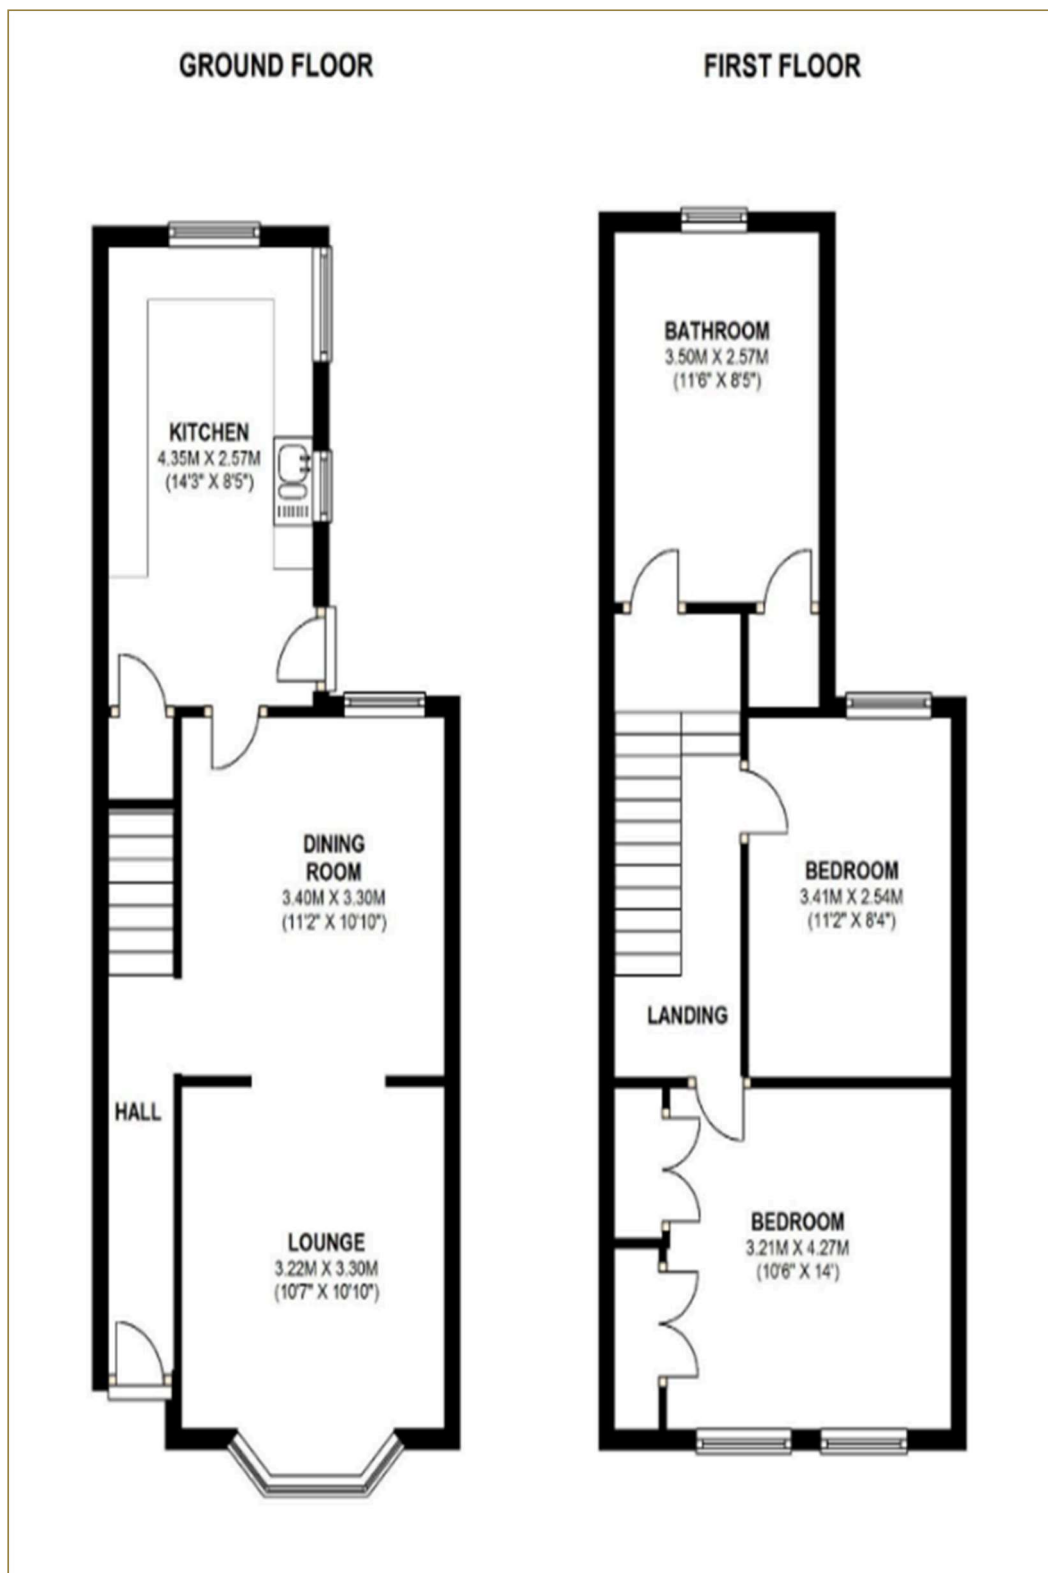 GROUND FLOOR
FIRST FLOOR
KITCHEN
4.35M X 2.57M
(14'3" X 8'5")
DINING
ROOM
3.40M X 3.30M
(11'2" X 10'10")
HALL
LOUNGE
3.22M X 3.30M
(10'7" X 10'10")
BATHROOM
3.50M X 2.57M
(11'6" X 8'5")
BEDROOM
3.41M X 2.54M
(11'2" X 8'4")
LANDING
BEDROOM
3.21M X 4.27M
(10'6" X 14')